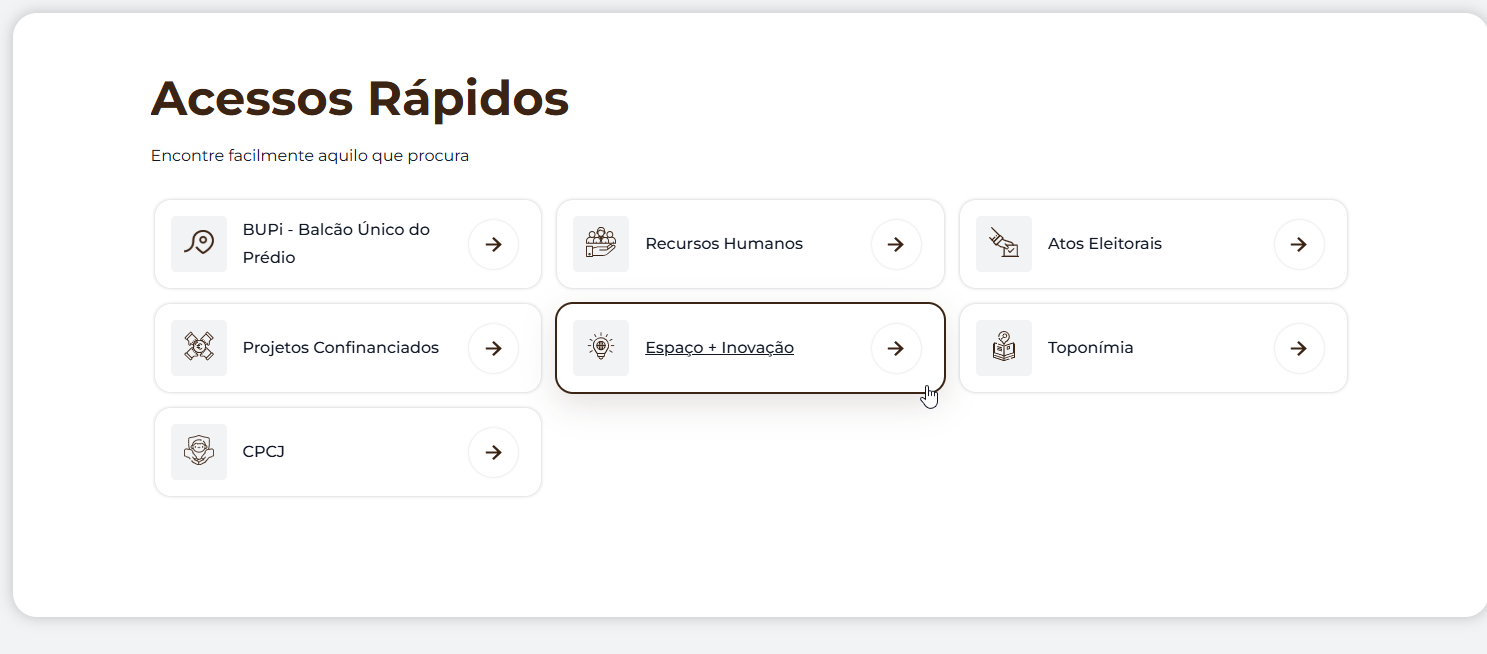 Acessos Rápidos
Encontre facilmente aquilo que procura
BUPi - Balcão Único do
Prédio
Recursos Humanos
Atos Eleitorais
Projetos Confinanciados
Espaço + Inovação
Toponímia
CPCJ